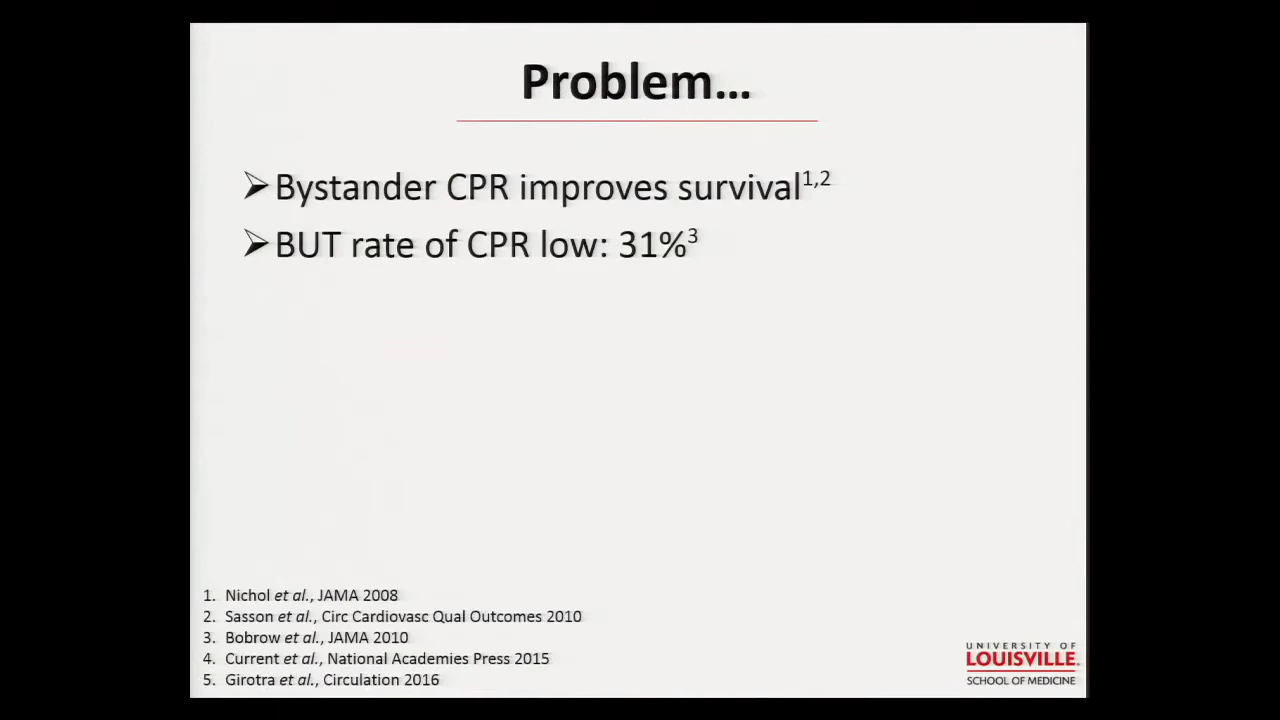 Problem…
➢Bystander CPR improves survival1,2
➢BUT rate of CPR low: 31%3
1. Nichol et al., JAMA 2008
2. Sasson et al., Circ Cardiovasc Qual Outcomes 2010
3. Bobrow et al., JAMA 2010
4. Current et al., National Academies Press 2015
5. Girotra et al., Circulation 2016
UNIVERSITY OF
LOUISVILLE.
SCHOOL OF MEDICINE